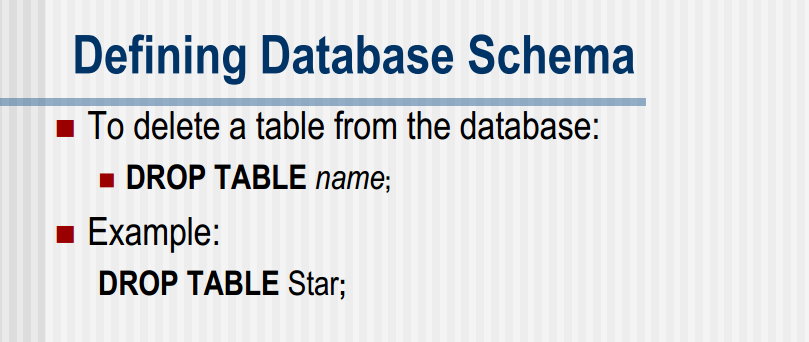 Defining Database Schema
To delete a table from the database:
DROP TABLE name;
Example:
DROP TABLE Star;